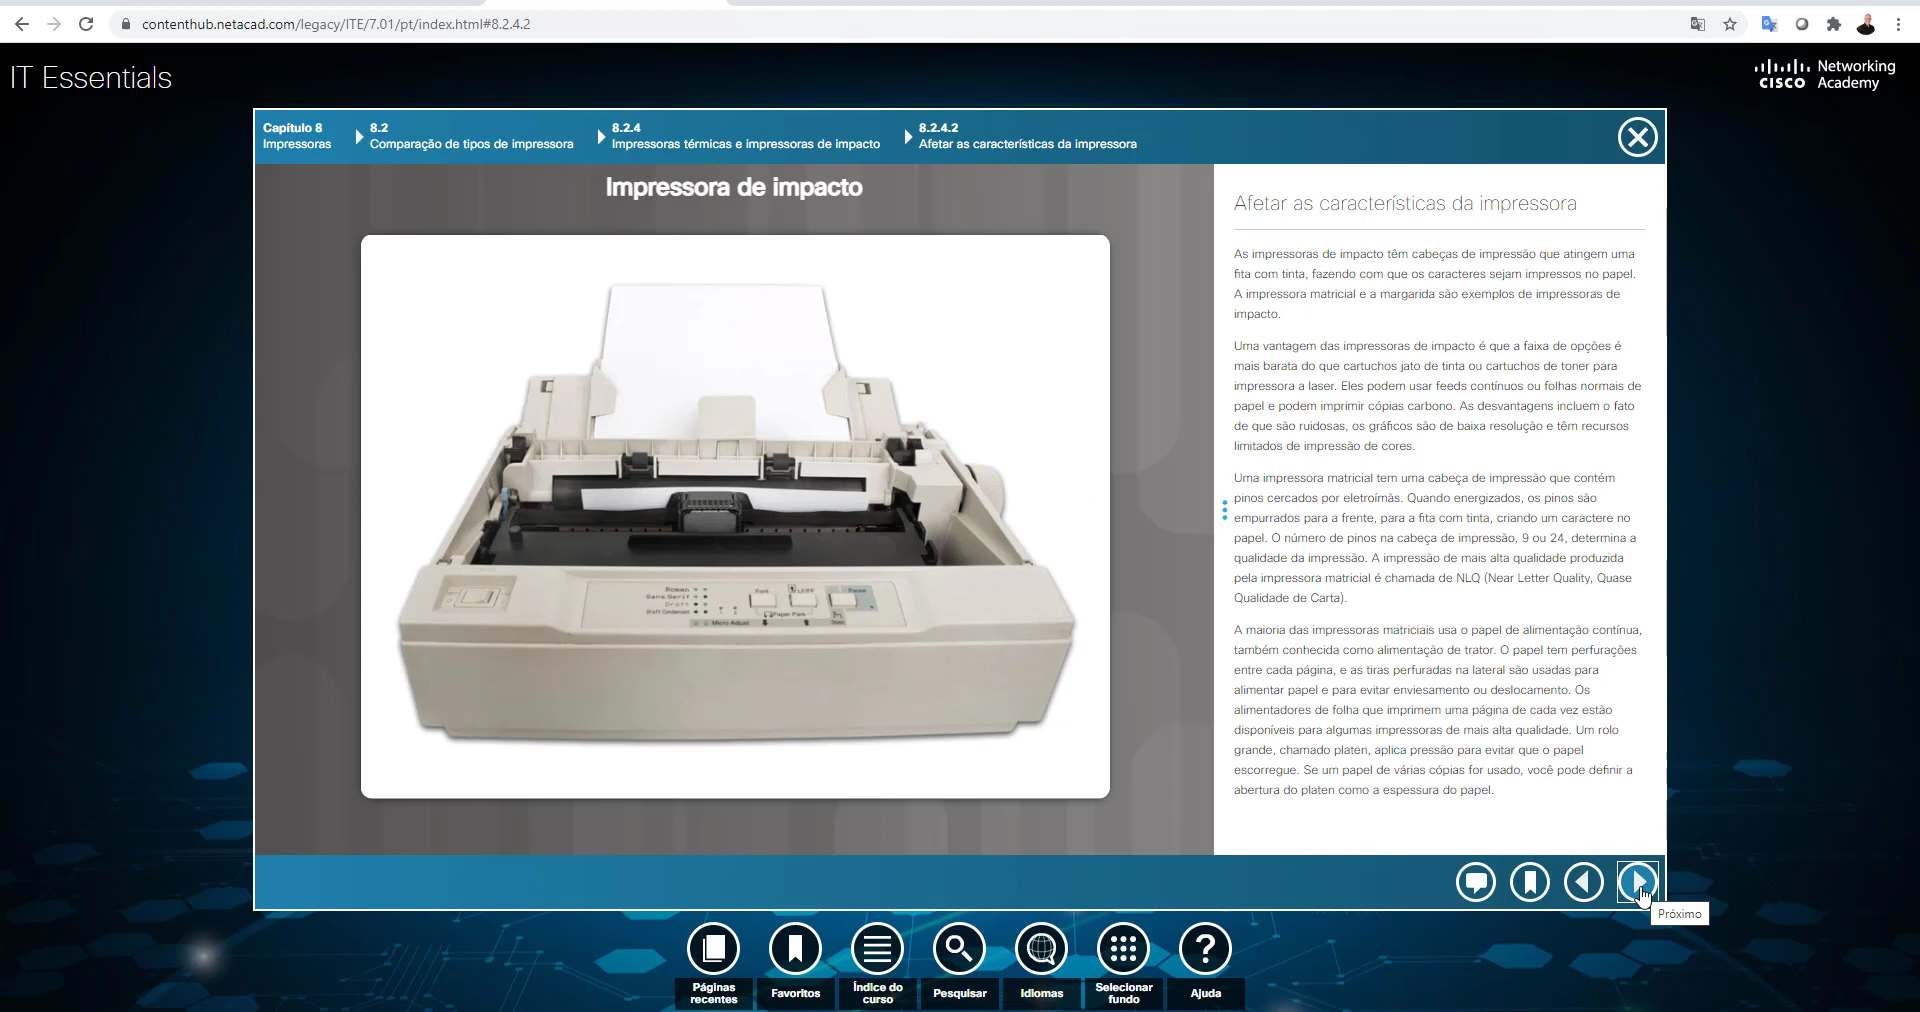 contenthub.netacad.com/legacy/ITE/7.01/pt/index.html#8.2.4.2
IT Essentials
CISCO
Networking
Academy
Capítulo 8
Impressoras
8.2
Comparação de tipos de impressora
8.2.4
Impressoras térmicas e impressoras de impacto
8.2.4.2
Afetar as características da impressora
Impressora de impacto
Roman
Sans Serif
Draft
Draft Condensed
1 2
Micro Adjust
Font
LF/FF
Pause
Paper Park
Afetar as características da impressora
As impressoras de impacto têm cabeças de impressão que atingem uma
fita com tinta, fazendo com que os caracteres sejam impressos no papel.
A impressora matricial e a margarida são exemplos de impressoras de
impacto.
Uma vantagem das impressoras de impacto é que a faixa de opções é
mais barata do que cartuchos jato de tinta ou cartuchos de toner para
impressora a laser. Eles podem usar feeds contínuos ou folhas normais de
papel e podem imprimir cópias carbono. As desvantagens incluem o fato
de que são ruidosas, os gráficos são de baixa resolução e têm recursos
limitados de impressão de cores.
Uma impressora matricial tem uma cabeça de impressão que contém
pinos cercados por eletroímãs. Quando energizados, os pinos são
empurrados para a frente, para a fita com tinta, criando um caractere no
papel. O número de pinos na cabeça de impressão, 9 ou 24, determina a
qualidade da impressão. A impressão de mais alta qualidade produzida
pela impressora matricial é chamada de NLQ (Near Letter Quality, Quase
Qualidade de Carta).
A maioria das impressoras matriciais usa o papel de alimentação contínua,
também conhecida como alimentação de trator. O papel tem perfurações
entre cada página, e as tiras perfuradas na lateral são usadas para
alimentar papel e para evitar enviesamento ou deslocamento. Os
alimentadores de folha que imprimem uma página de cada vez estão
disponíveis para algumas impressoras de mais alta qualidade. Um rolo
grande, chamado platen, aplica pressão para evitar que o papel
escorregue. Se um papel de várias cópias for usado, você pode definir a
abertura do platen como a espessura do papel.
Próximo
Páginas
recentes
Favoritos
Índice do
curso
Pesquisar
Idiomas
Selecionar
fundo
Ajuda